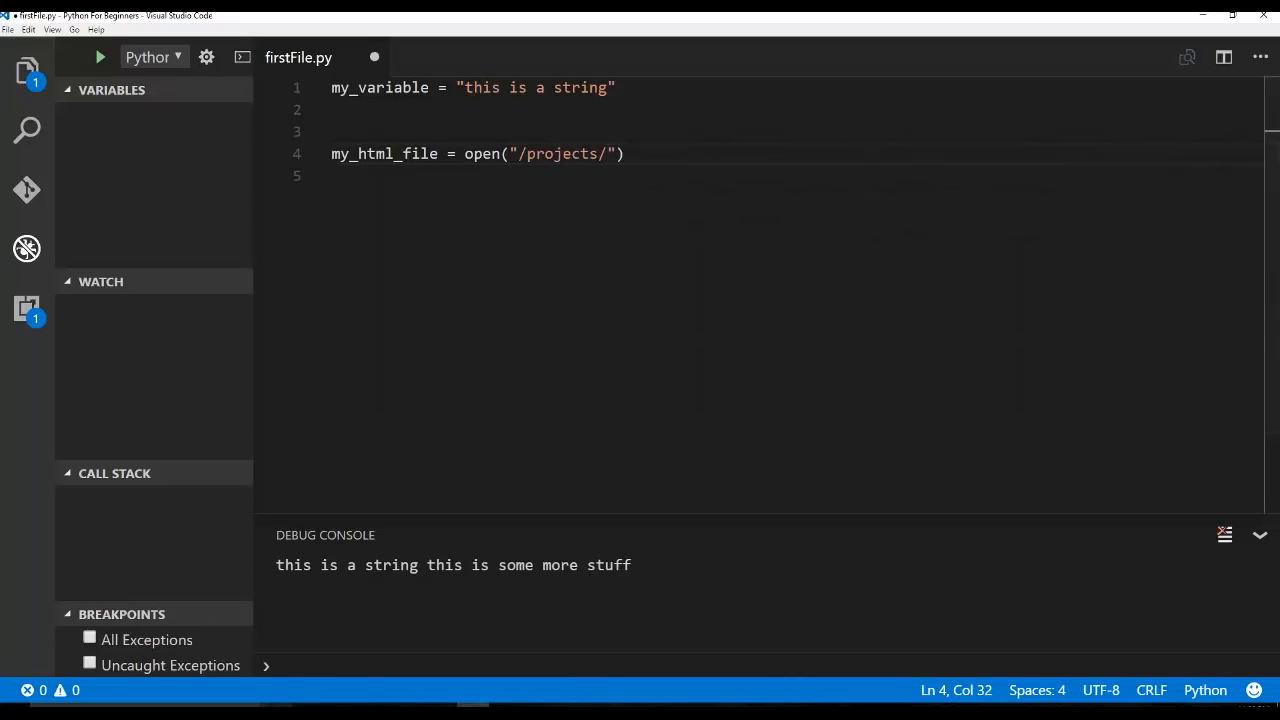 firstFile.py - Python For Beginners - Visual Studio Code
File Edit View Go Help
Python
firstFile.py
VARIABLES
WATCH
CALL STACK
BREAKPOINTS
All Exceptions
Uncaught Exceptions
1 my_variable = "this is a string"
2
3
4 my_html_file = open("/projects/")
5
DEBUG CONSOLE
this is a string this is some more stuff
1
1
0 0
Ln 4, Col 32 Spaces: 4 UTF-8 CRLF Python